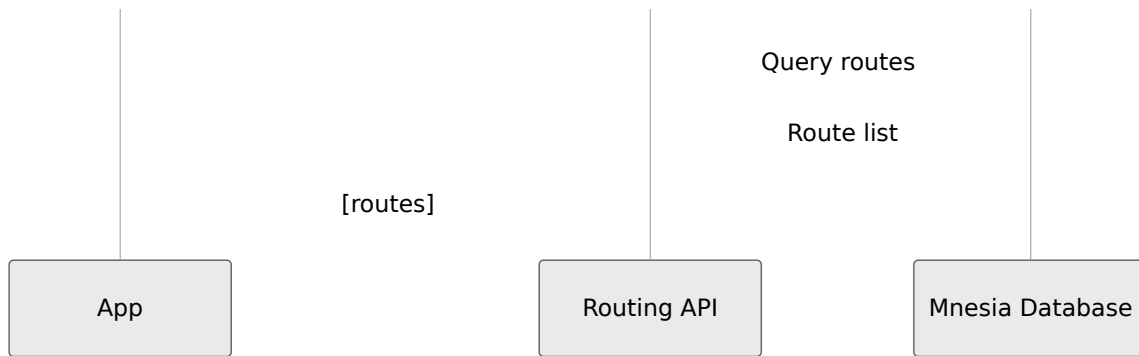 Query routes
Route list
[routes]
App
Routing API
Mnesia Database